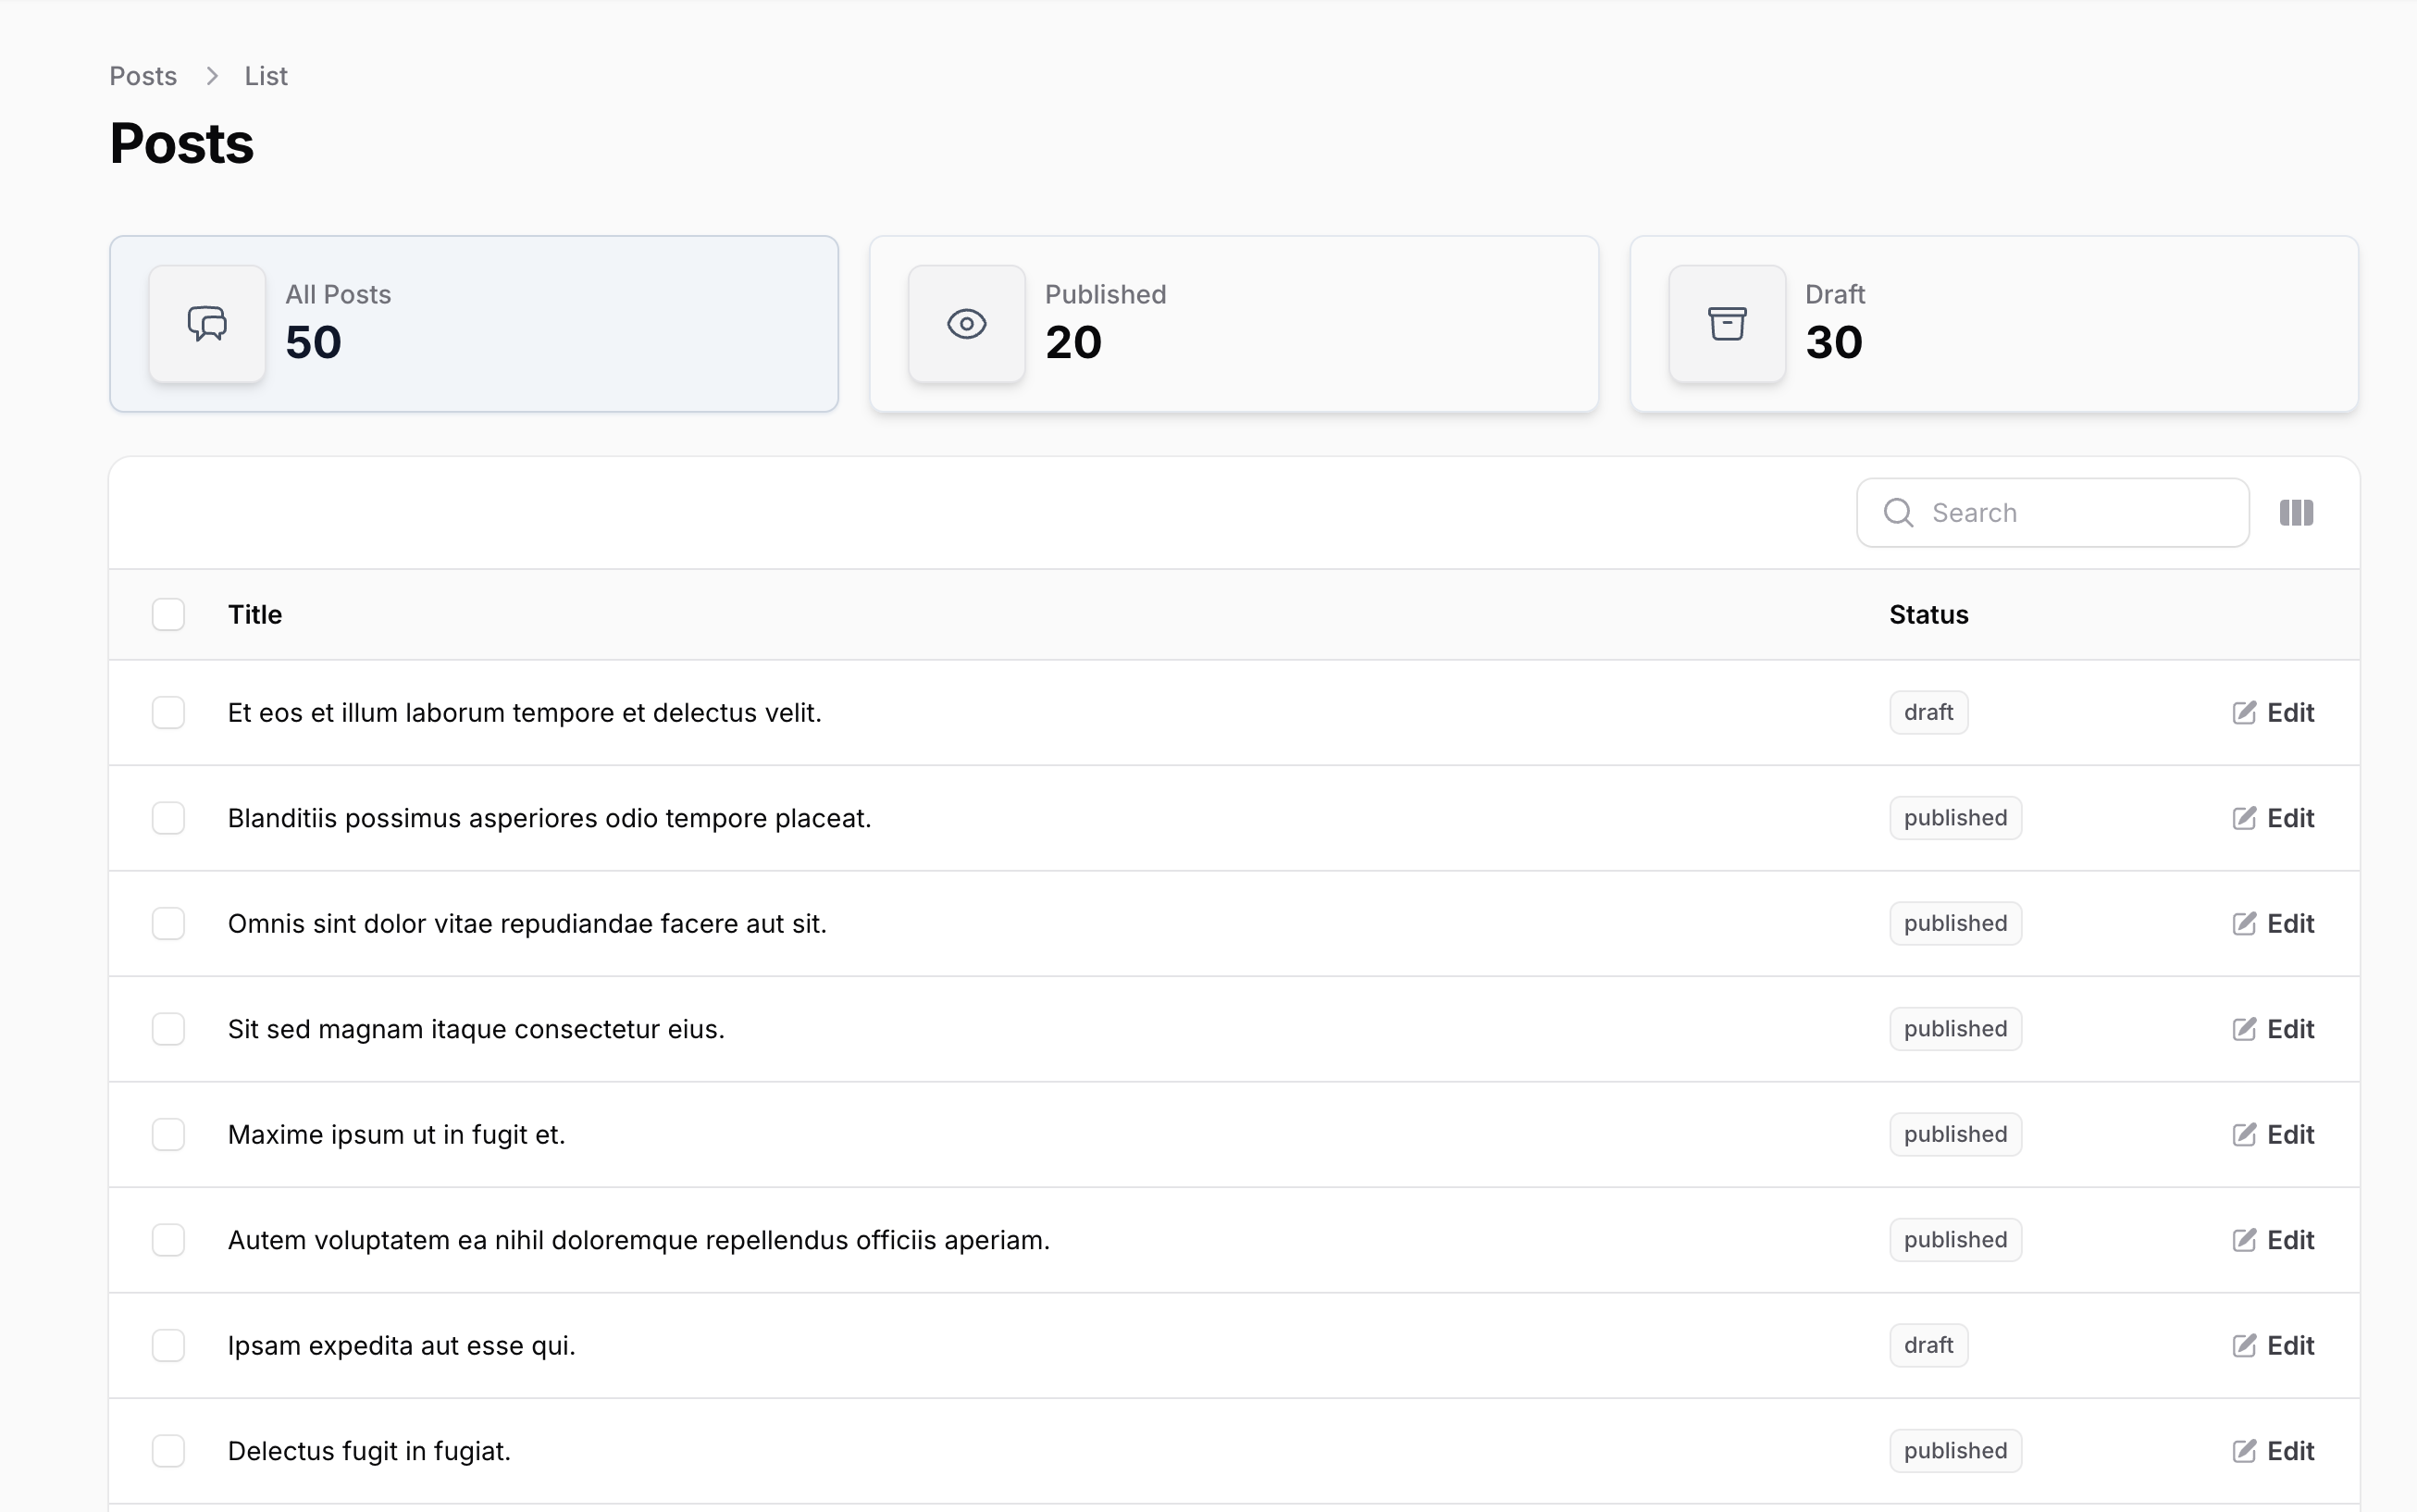 Posts > List
Posts
All Posts
50
Published
20
Draft
30
Search
Title Status
Et eos et illum laborum tempore et delectus velit. draft Edit
Blanditiis possimus asperiores odio tempore placeat. published Edit
Omnis sint dolor vitae repudiandae facere aut sit. published Edit
Sit sed magnam itaque consectetur eius. published Edit
Maxime ipsum ut in fugit et. published Edit
Autem voluptatem ea nihil doloremque repellendus officiis aperiam. published Edit
Ipsam expedita aut esse qui. draft Edit
Delectus fugit in fugiat. published Edit